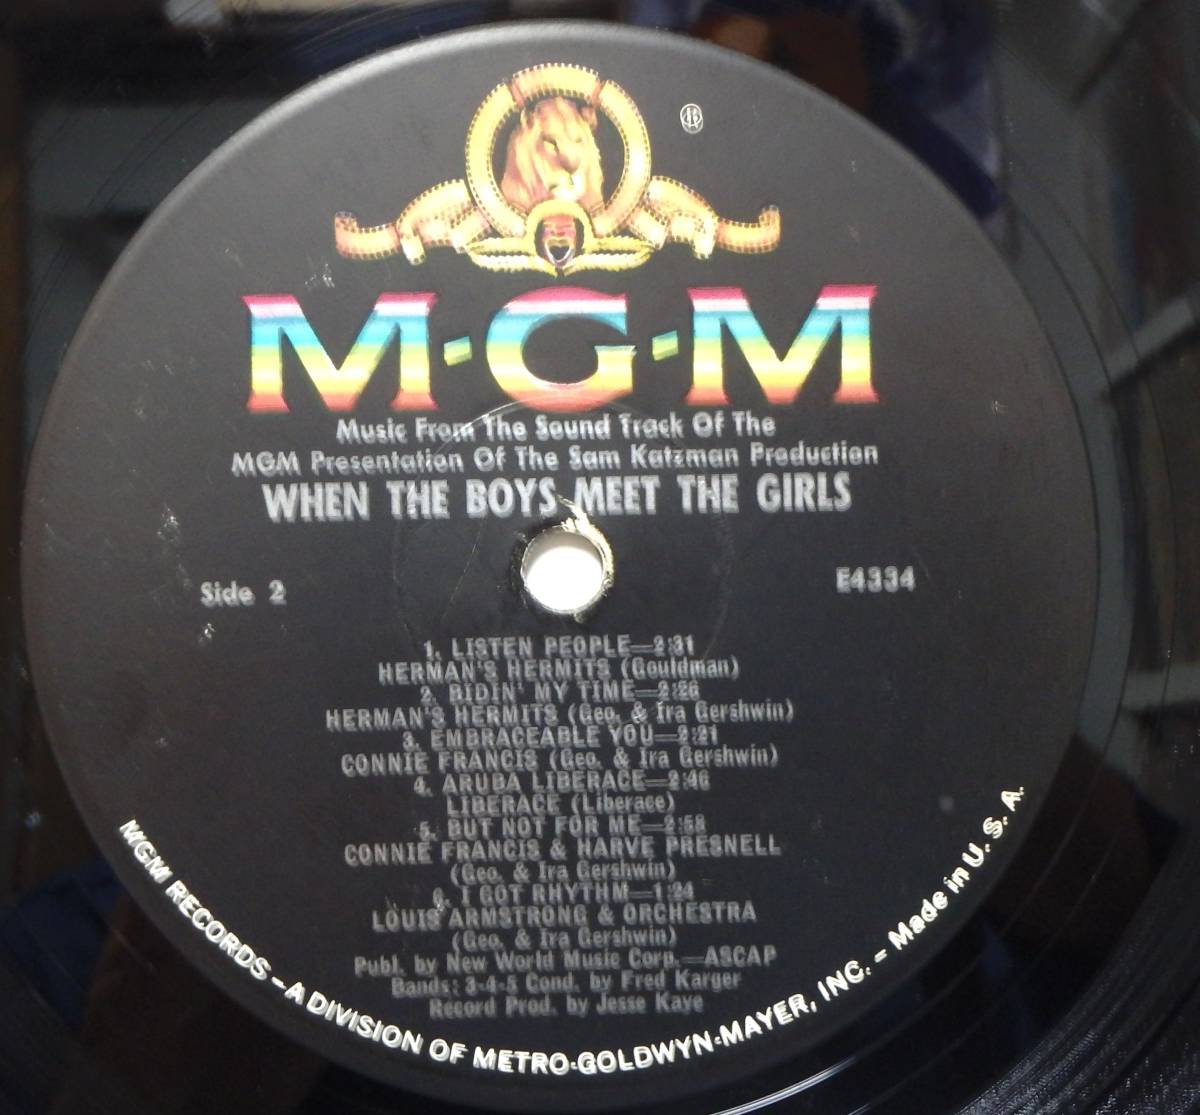 M·G·M
Music From The Sound Track Of The
MGM Presentation Of The Sam Katzman Production
WHEN THE BOYS MEET THE GIRLS
Side 2
E4334
1. LISTEN PEOPLE—2:31
HERMAN'S HERMITS (Gouldman)
2. BIDIN' MY TIME—2:26
HERMAN'S HERMITS (Geo. & Ira Gershwin)
3. EMBRACEABLE YOU—2:21
CONNIE FRANCIS (Geo. & Ira Gershwin)
4. ARUBA LIBERACE—2:46
LIBERACE (Liberace)
5. BUT NOT FOR ME—2:58
CONNIE FRANCIS & HARVE PRESNELL
(Geo. & Ira Gershwin)
6. I GOT RHYTHM—1:24
LOUIS ARMSTRONG & ORCHESTRA
(Geo. & Ira Gershwin)
Publ. by New World Music Corp.—ASCAP
Bands: 3-4-5 Cond. by Fred Karger
Record Prod. by Jesse Kaye
MGM RECORDS – A DIVISION OF METRO-GOLDWYN-MAYER, INC. – Made in U. S. A.